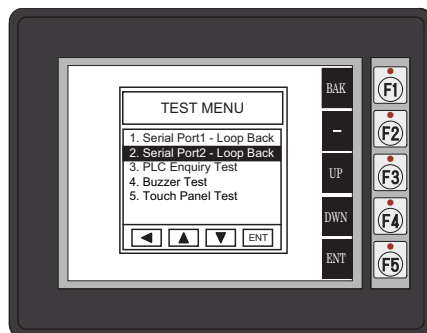 TEST MENU
1. Serial Port1 - Loop Back
2. Serial Port2 - Loop Back
3. PLC Enquiry Test
4. Buzzer Test
5. Touch Panel Test
ENT
BAK
–
UP
DWN
ENT
F1
F2
F3
F4
F5